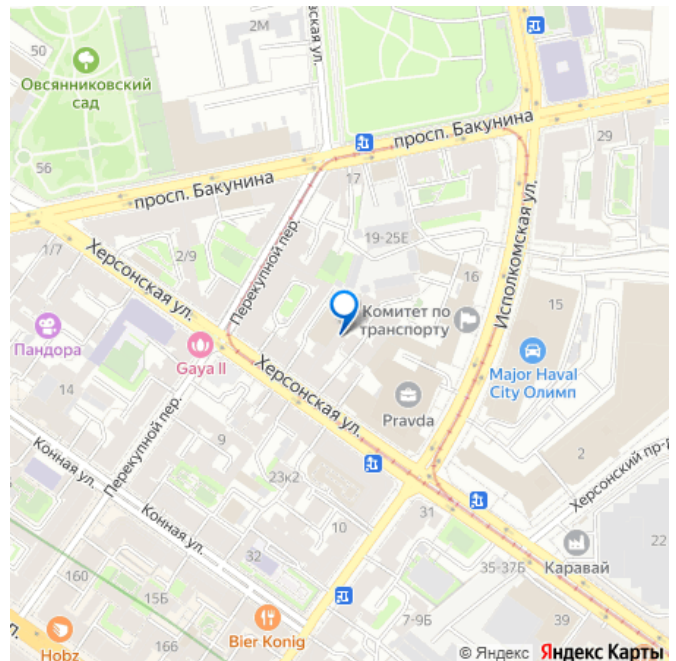 50
2М
вская ул.
Овсянниковский
сад
просп. Бакунина
29
56
17
просп. Бакунина
1/7
Херсонская ул.
2/9
Перекупной пер.
19-25Е
16
Исполкомская ул.
15
Комитет по
транспорту
Пандора
Gaya II
Major Haval
City Олимп
14
Херсонская ул.
Pravda
Перекупной пер.
9
2
Конная ул.
23к2
Херсонский пр-д
Конная ул.
10
31
22
32
Каравай
35-37Б
160
15Б
7-9Б
39
л.
Hobz
166
Bier Konig
© Яндекс Яндекс Карты